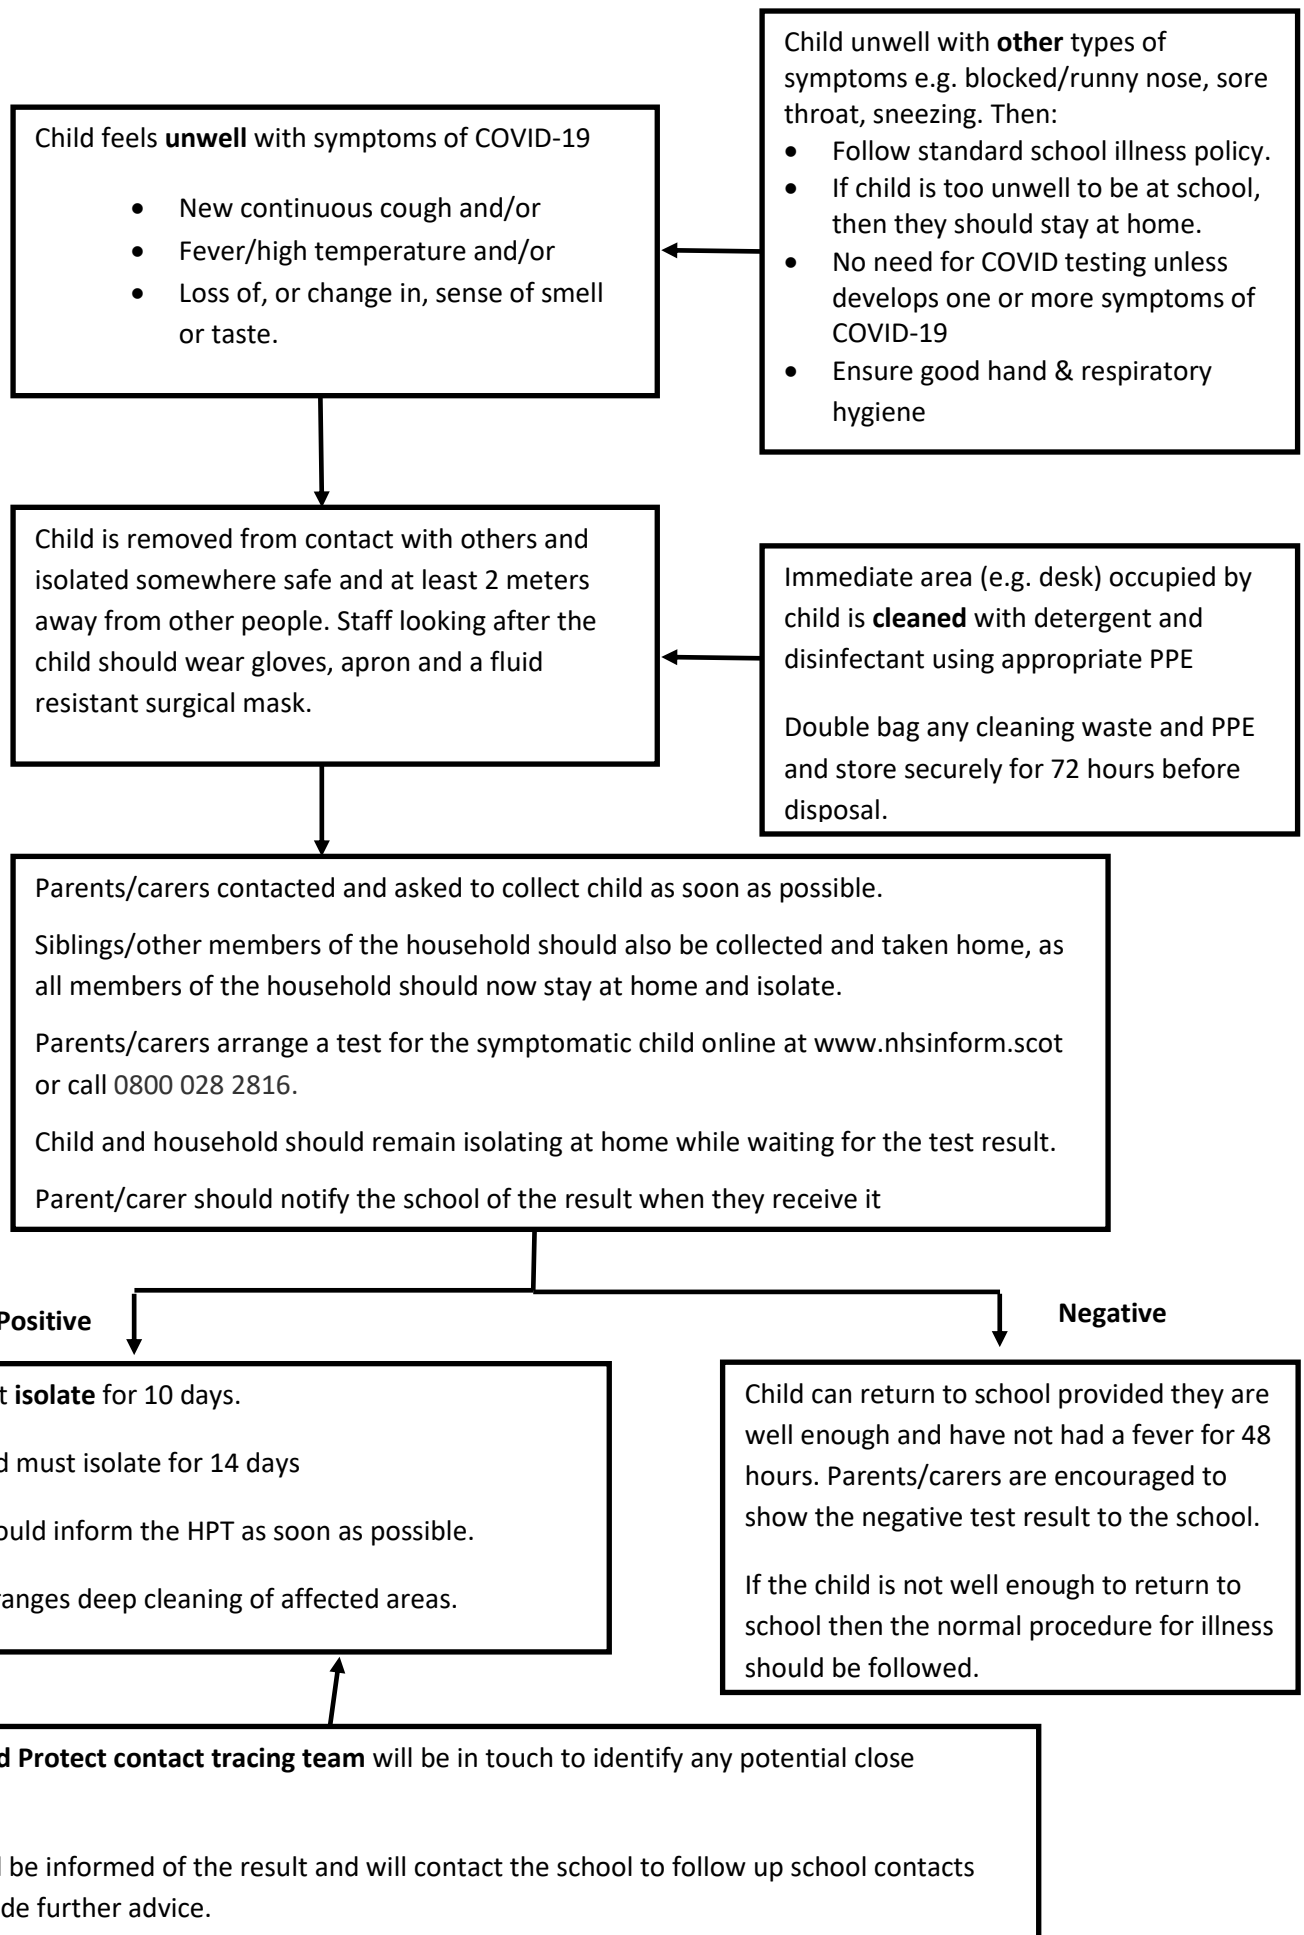 Child unwell with other types of
symptoms e.g. blocked/runny nose, sore
throat, sneezing. Then:
• Follow standard school illness policy.
• If child is too unwell to be at school,
then they should stay at home.
• No need for COVID testing unless
develops one or more symptoms of
COVID-19
• Ensure good hand & respiratory
hygiene
Child feels unwell with symptoms of COVID-19
• New continuous cough and/or
• Fever/high temperature and/or
• Loss of, or change in, sense of smell
or taste.
Child is removed from contact with others and
isolated somewhere safe and at least 2 meters
away from other people. Staff looking after the
child should wear gloves, apron and a fluid
resistant surgical mask.
Immediate area (e.g. desk) occupied by
child is cleaned with detergent and
disinfectant using appropriate PPE
Double bag any cleaning waste and PPE
and store securely for 72 hours before
disposal.
Parents/carers contacted and asked to collect child as soon as possible.
Siblings/other members of the household should also be collected and taken home, as
all members of the household should now stay at home and isolate.
Parents/carers arrange a test for the symptomatic child online at www.nhsinform.scot
or call 0800 028 2816.
Child and household should remain isolating at home while waiting for the test result.
Parent/carer should notify the school of the result when they receive it
Positive
Negative
isolate for 10 days.
must isolate for 14 days
inform the HPT as soon as possible.
deep cleaning of affected areas.
Child can return to school provided they are
well enough and have not had a fever for 48
hours. Parents/carers are encouraged to
show the negative test result to the school.
If the child is not well enough to return to
school then the normal procedure for illness
should be followed.
Protect contact tracing team will be in touch to identify any potential close
be informed of the result and will contact the school to follow up school contacts
further advice.